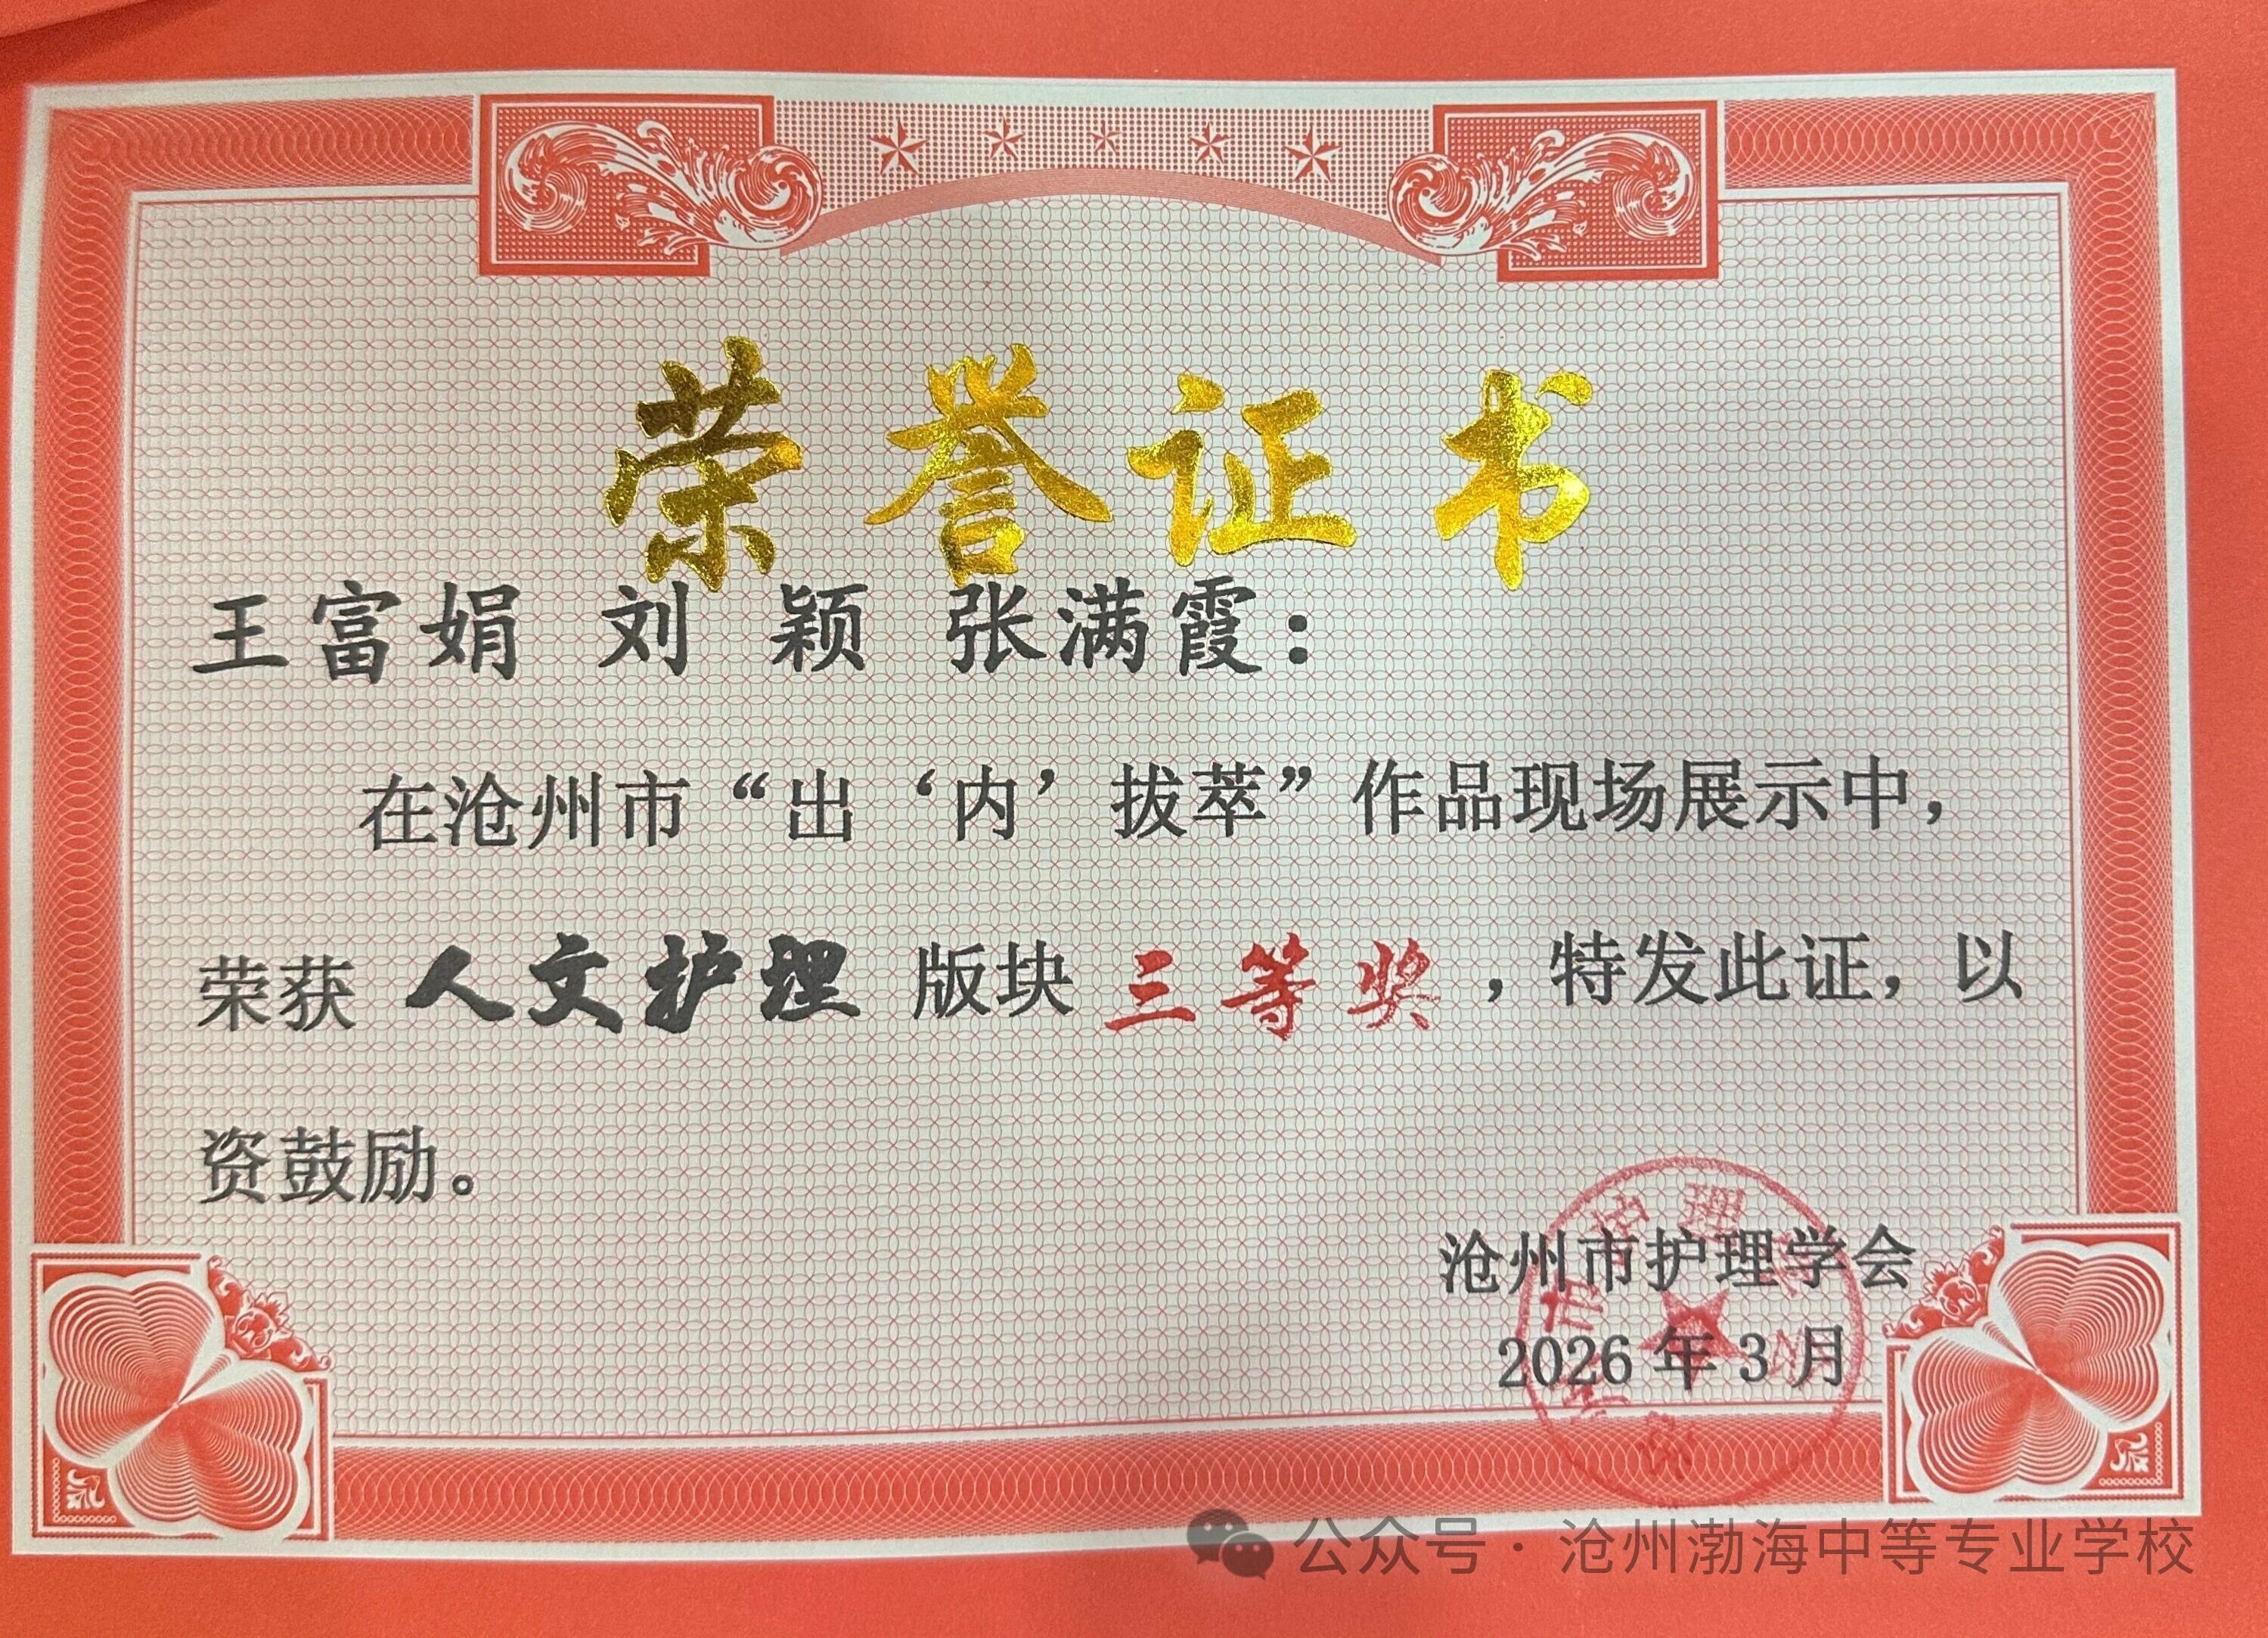 荣誉证书
王富娟 刘 颖 张满霞：
在沧州市“出‘内’拔萃”作品现场展示中，
荣获 人文护理 版块 三等奖 ，特发此证，以
资鼓励。
沧州市护理学会
2026年3月
公众号·沧州渤海中等专业学校